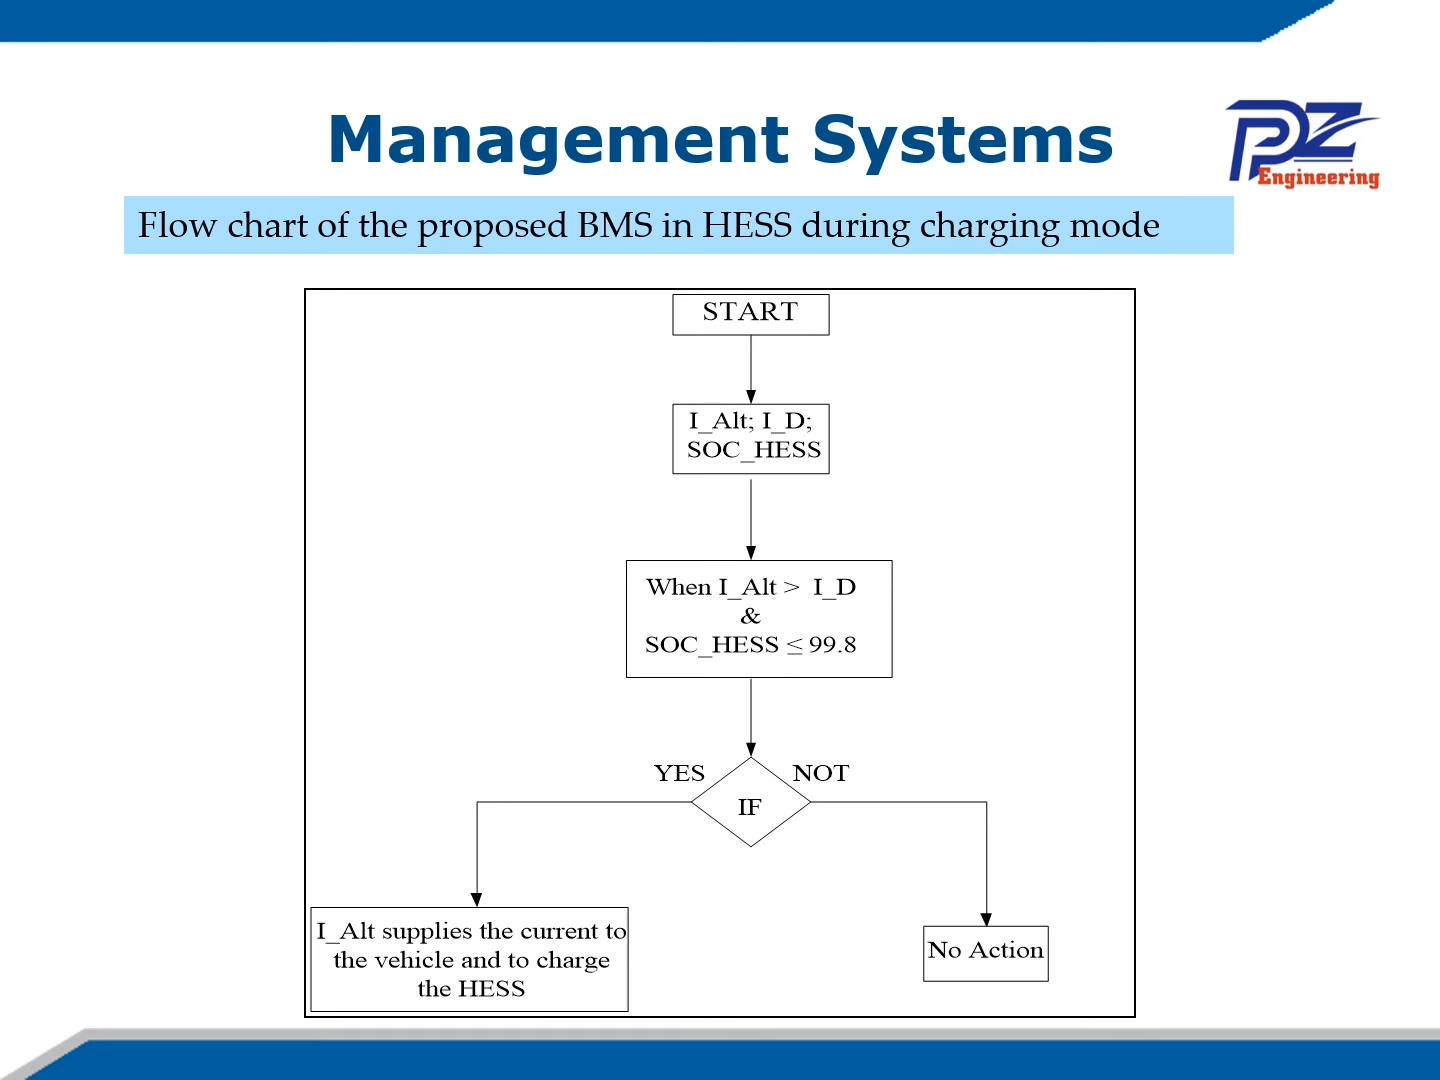 Management Systems
PZ
Engineering
Flow chart of the proposed BMS in HESS during charging mode
START
I_Alt; I_D;
SOC_HESS
When I_Alt > I_D
&
SOC_HESS ≤ 99.8
YES
NOT
IF
I_Alt supplies the current to
the vehicle and to charge
the HESS
No Action